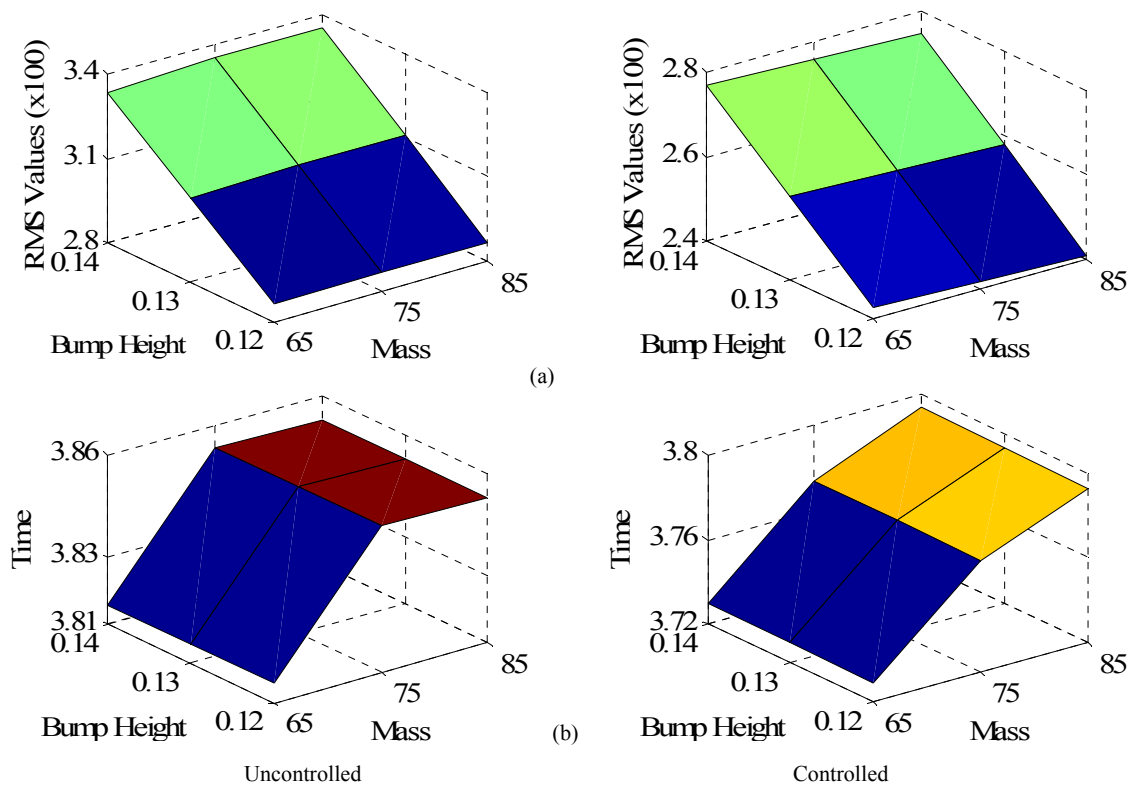 RMS Values (x100)
3.4
3.1
2.8
0.14
0.13
0.12
Bump Height
65
75
85
Mass
RMS Values (x100)
2.8
2.6
2.4
0.14
0.13
0.12
Bump Height
65
75
85
Mass
(a)
Time
3.86
3.83
3.81
0.14
0.13
0.12
Bump Height
65
75
85
Mass
Time
3.8
3.76
3.72
0.14
0.13
0.12
Bump Height
65
75
85
Mass
(b)
Uncontrolled
Controlled